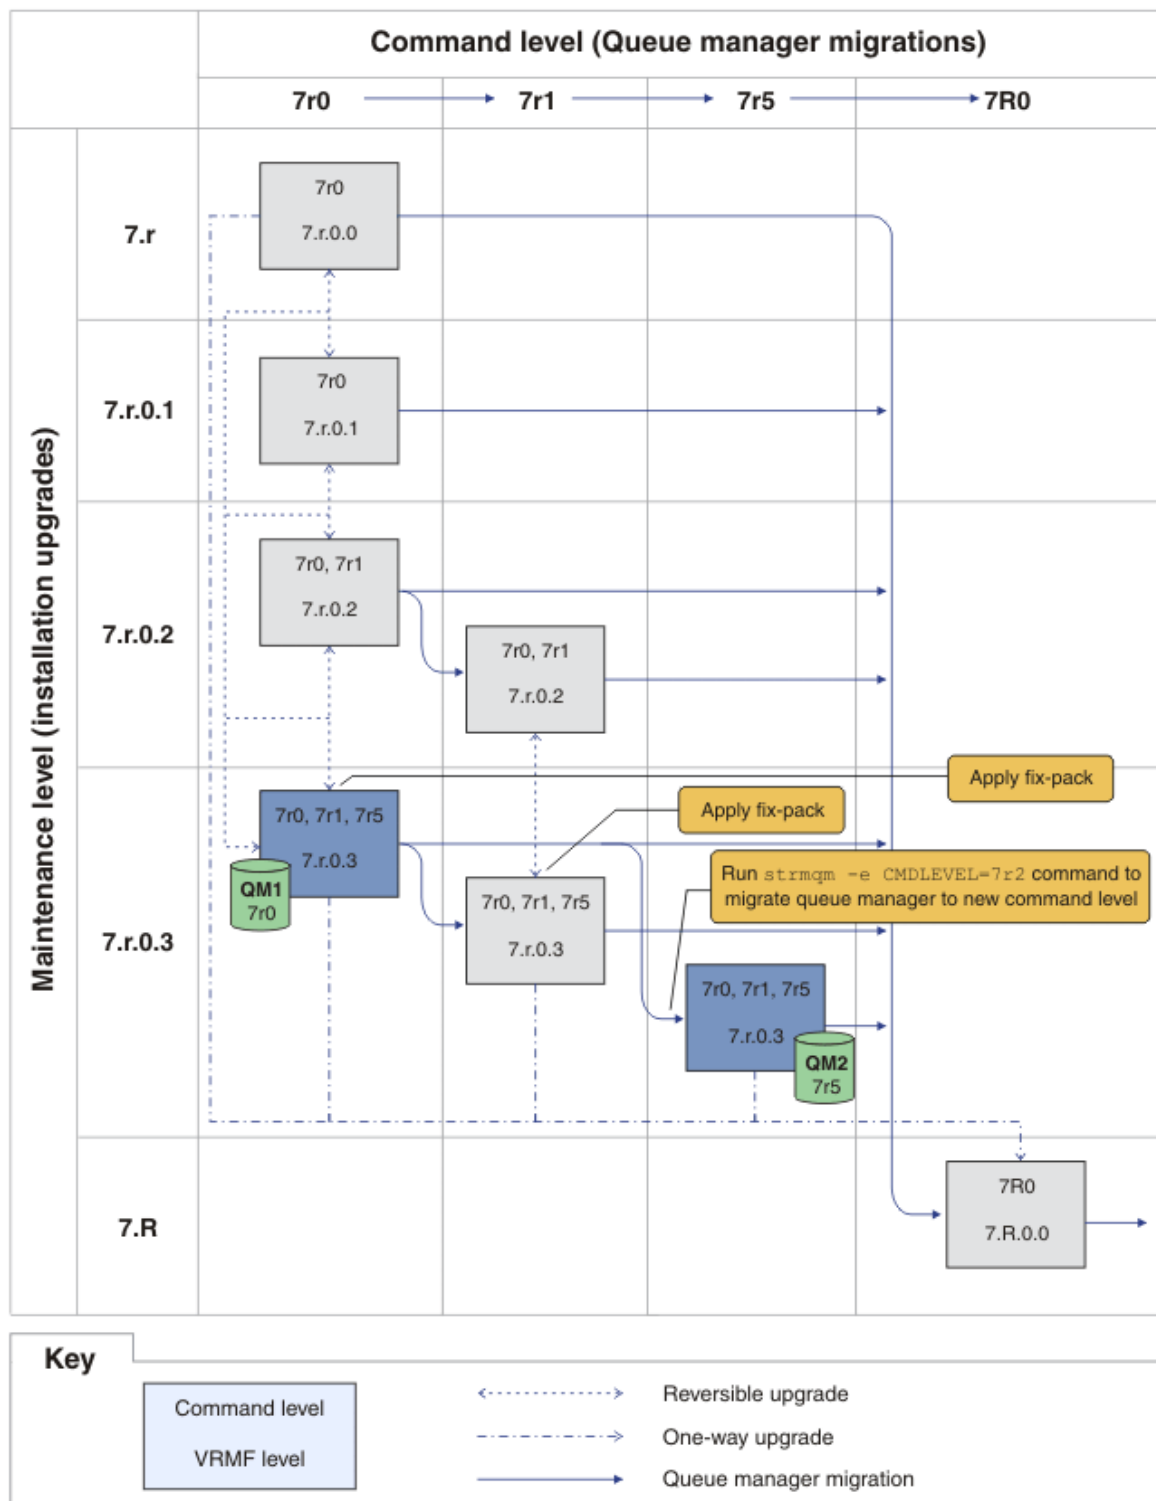 Command level (Queue manager migrations)
7r0
7r1
7r5
7R0
Maintenance level (installation upgrades)
7.r
7r0
7.r.0.0
7.r.0.1
7r0
7.r.0.1
7.r.0.2
7r0, 7r1
7.r.0.2
7r0, 7r1
7.r.0.2
Apply fix-pack
Apply fix-pack
7.r.0.3
7r0, 7r1, 7r5
7.r.0.3
QM1
7r0
Run strmqm -e CMDLEVEL=7r2 command to
migrate queue manager to new command level
7r0, 7r1, 7r5
7.r.0.3
7r0, 7r1, 7r5
7.r.0.3
QM2
7r5
7.R
7R0
7.R.0.0
Key
Command level
VRMF level
Reversible upgrade
One-way upgrade
Queue manager migration